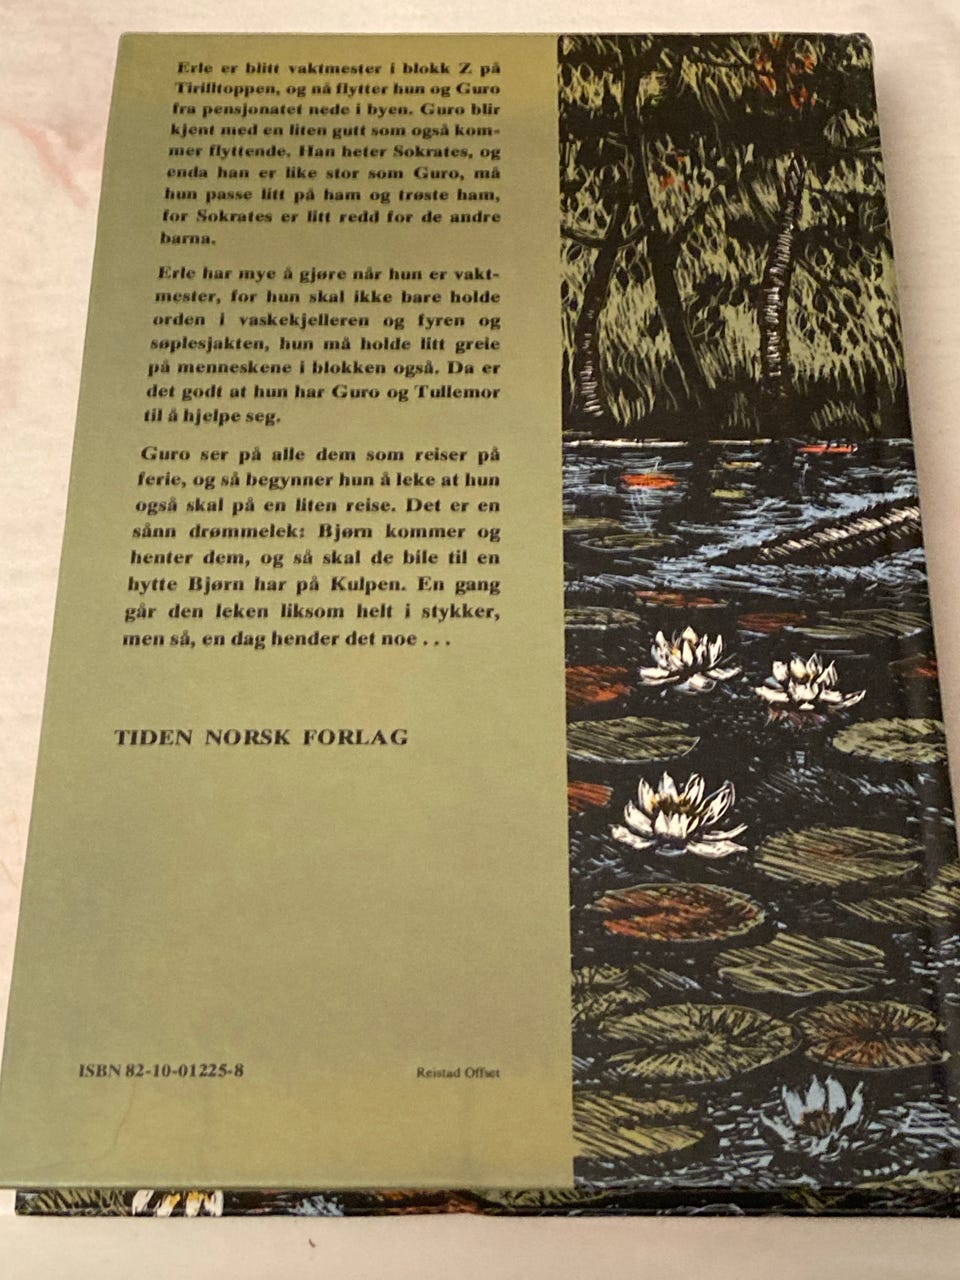 Erle er blitt vaktmester i blokk Z på
Tirilltoppen, og nå flytter hun og Guro
fra pensjonatet nede i byen. Guro blir
kjent med en liten gutt som også kom-
mer flyttende. Han heter Sokrates, og
enda han er like stor som Guro, må
hun passe litt på ham og trøste ham,
for Sokrates er litt redd for de andre
barna.
Erle har mye å gjøre når hun er vakt-
mester, for hun skal ikke bare holde
orden i vaskekjelleren og fyren og
søplesjakten, hun må holde litt greie
på menneskene i blokken også. Da er
det godt at hun har Guro og Tullemor
til å hjelpe seg.
Guro ser på alle dem som reiser på
ferie, og så begynner hun å leke at hun
også skal på en liten reise. Det er en
sånn drømmelek: Bjørn kommer og
henter dem, og så skal de bile til en
hytte Bjørn har på Kulpen. En gang
går den leken liksom helt i stykker,
men så, en dag hender det noe . . .
TIDEN NORSK FORLAG
ISBN 82-10-01225-8
Reistad Offset